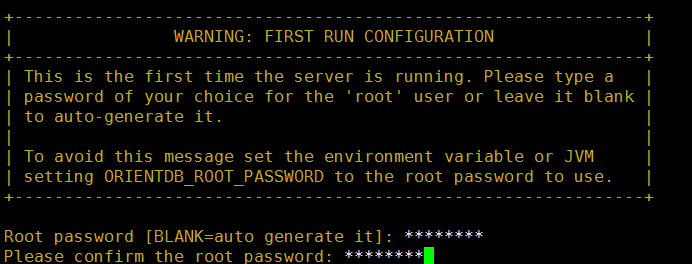 WARNING: FIRST RUN CONFIGURATION
This is the first time the server is running. Please type a
password of your choice for the 'root' user or leave it blank
to auto-generate it.
To avoid this message set the environment variable or JVM
setting ORIENTDB_ROOT_PASSWORD to the root password to use.
Root password [BLANK=auto generate it]: ********
Please confirm the root password: ********